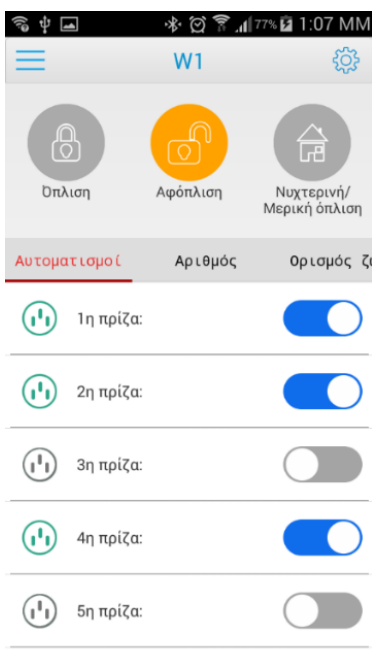 77% 1:07 MM
W1
Όπλιση
Αφόπλιση
Νυχτερινή/
Μερική όπλιση
Αυτοματισμοί Αριθμός Ορισμός
1η πρίζα:
2η πρίζα:
3η πρίζα:
4η πρίζα:
5η πρίζα: